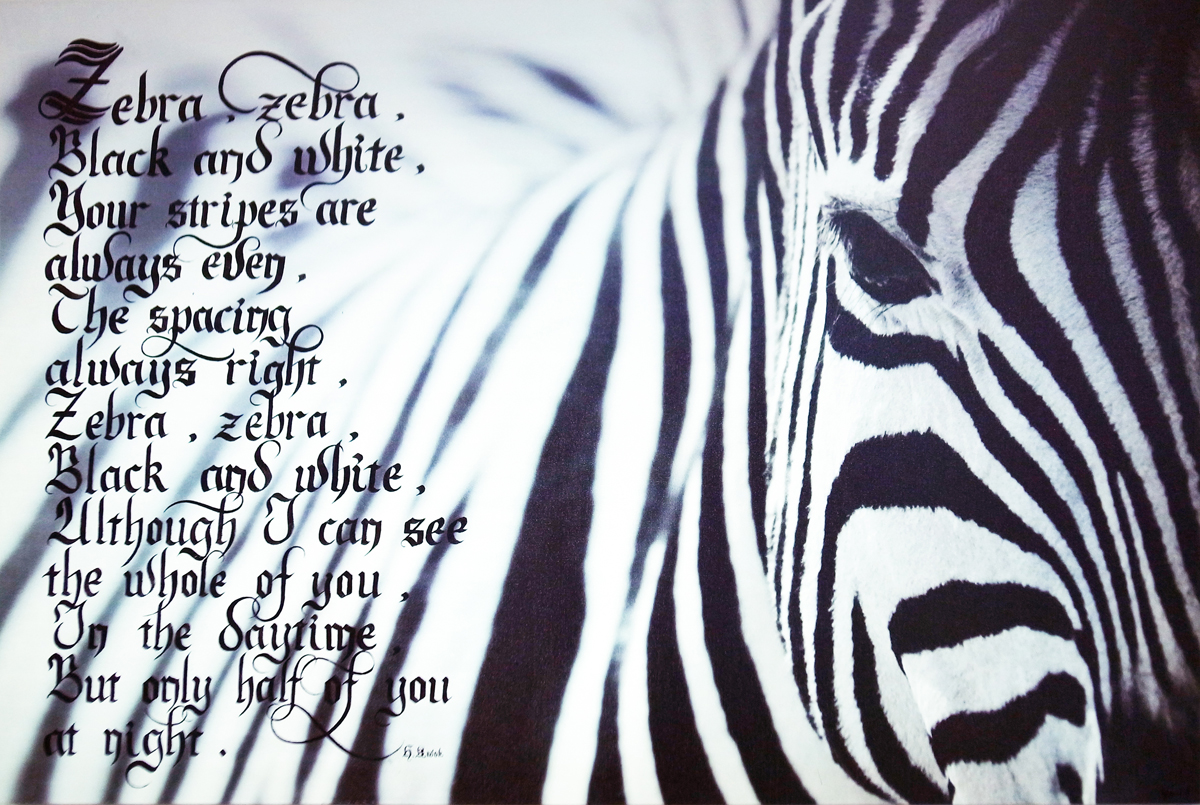 Zebra , zebra ,
Black and white ,
Your stripes are
always even ,
The spacing
always right ,
Zebra , zebra ,
Black and white ,
Although I can see
the whole of you ,
In the daytime ,
But only half of you
at night .